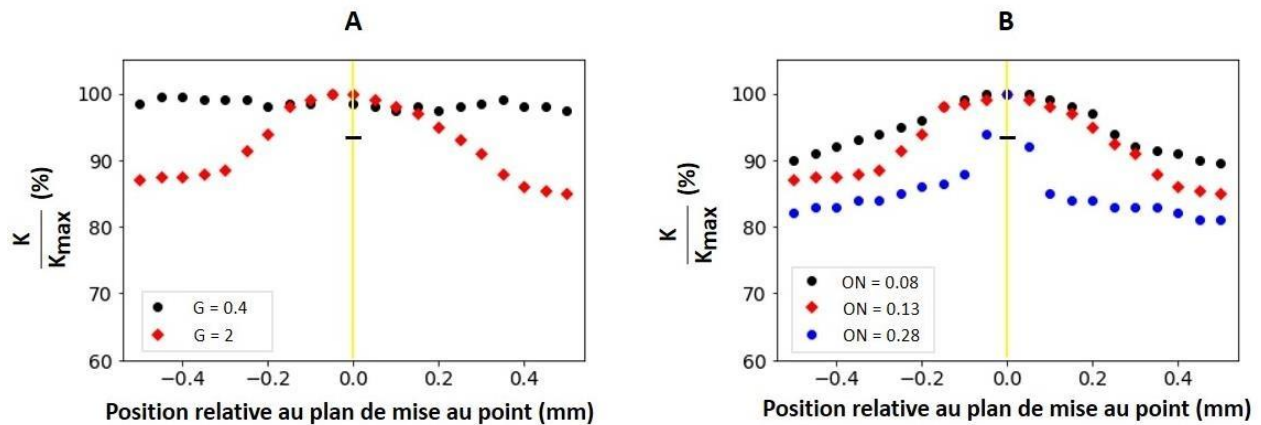 A
100
90
80
70
60
K
Kmax
(%)
G = 0.4
G = 2
−0.4
−0.2
0.0
0.2
0.4
Position relative au plan de mise au point (mm)
B
100
90
80
70
60
K
Kmax
(%)
ON = 0.08
ON = 0.13
ON = 0.28
−0.4
−0.2
0.0
0.2
0.4
Position relative au plan de mise au point (mm)